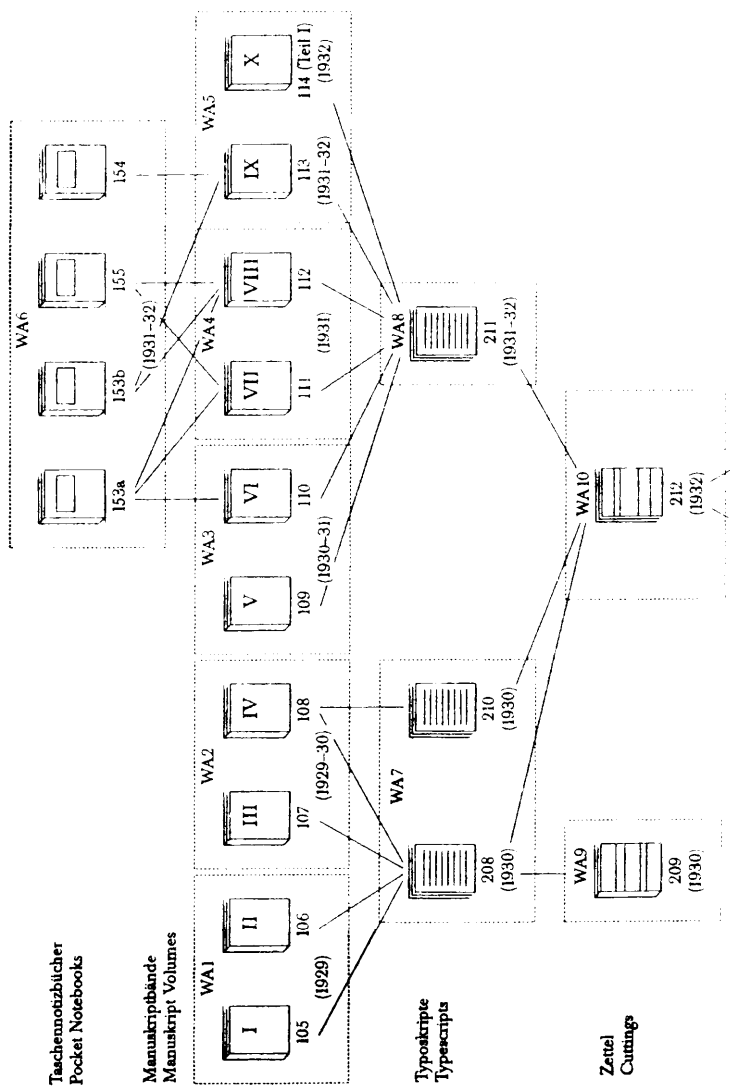 Taschennotizbücher
Pocket Notebooks
WA6
153a
153b
155
154
(1931–32)
Manuskriptbände
Manuskript Volumes
WA1
I
105
II
106
(1929)
WA2
III
107
IV
108
(1929–30)
WA3
V
109
VI
110
(1930–31)
WA4
VII
111
VIII
112
(1931)
WA5
IX
113
(1931–32)
X
114 (Teil I)
(1932)
Typoskripte
Typescripts
WA7
208
(1930)
210
(1930)
WA8
211
(1931–32)
Zettel
Cuttings
WA9
209
(1930)
WA10
212
(1932)